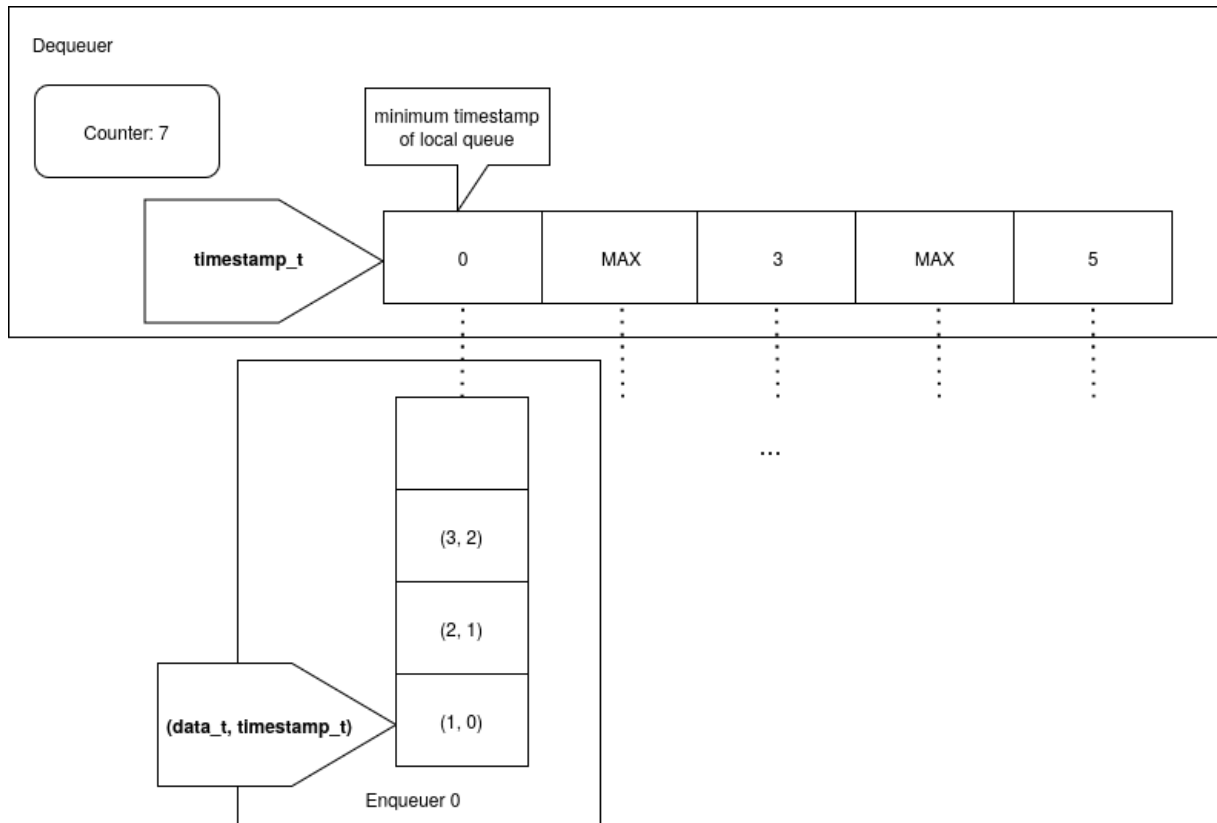 Dequeuer
Counter: 7
minimum timestamp
of local queue
timestamp_t
0 MAX 3 MAX 5
...
(3, 2)
(2, 1)
(data_t, timestamp_t)
(1, 0)
Enqueuer 0